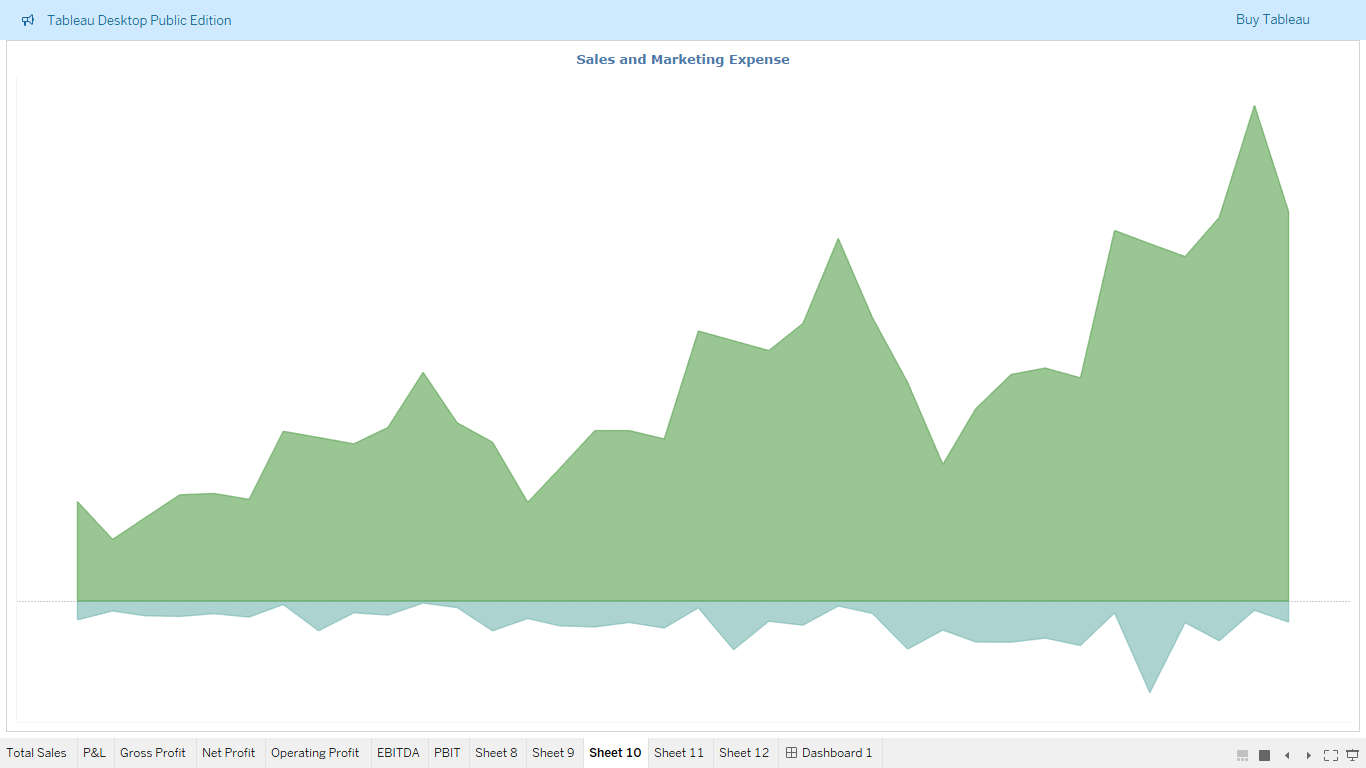 Tableau Desktop Public Edition
Buy Tableau
Sales and Marketing Expense
Total Sales P&L Gross Profit Net Profit Operating Profit EBITDA PBIT Sheet 8 Sheet 9 Sheet 10 Sheet 11 Sheet 12 Dashboard 1